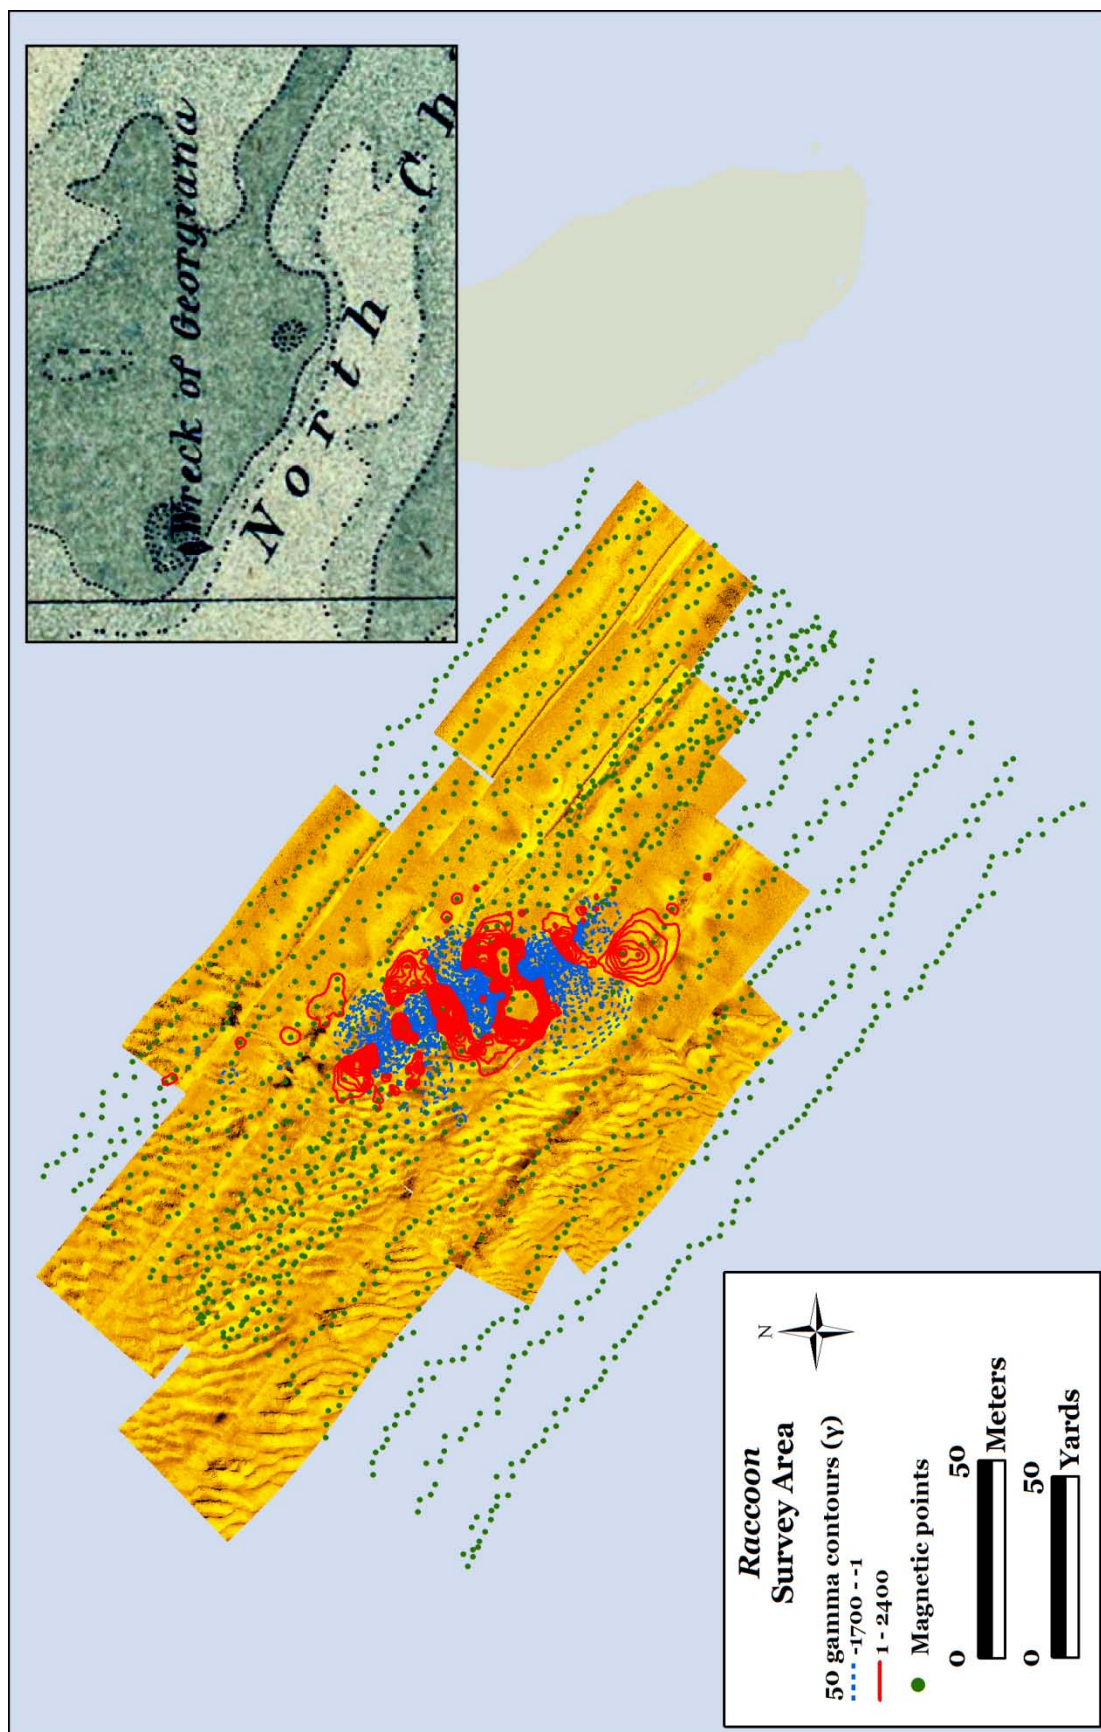 Wreck of Georgiana
North Ch
Raccoon
Survey Area
50 gamma contours (γ)
-1700 - -1
1 - 2400
Magnetic points
N
0 50
Meters
0 50
Yards